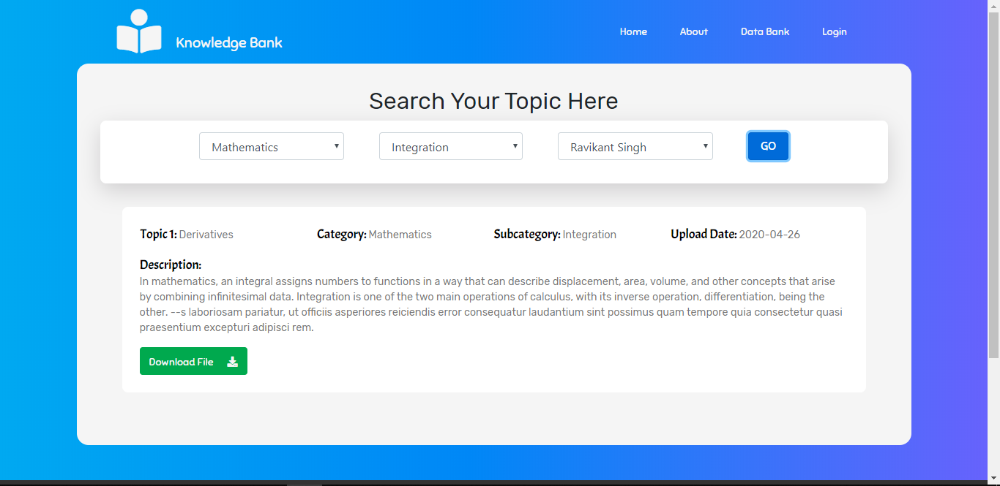 Knowledge Bank
Home About Data Bank Login
Search Your Topic Here
Mathematics Integration Ravikant Singh GO
Topic 1: Derivatives Category: Mathematics Subcategory: Integration Upload Date: 2020-04-26
Description:
In mathematics, an integral assigns numbers to functions in a way that can describe displacement, area, volume, and other concepts that arise
by combining infinitesimal data. Integration is one of the two main operations of calculus, with its inverse operation, differentiation, being the
other. --s laboriosam pariatur, ut officiis asperiores reiciendis error consequatur laudantium sint possimus quam tempore quia consectetur quasi
praesentium excepturi adipisci rem.
Download File